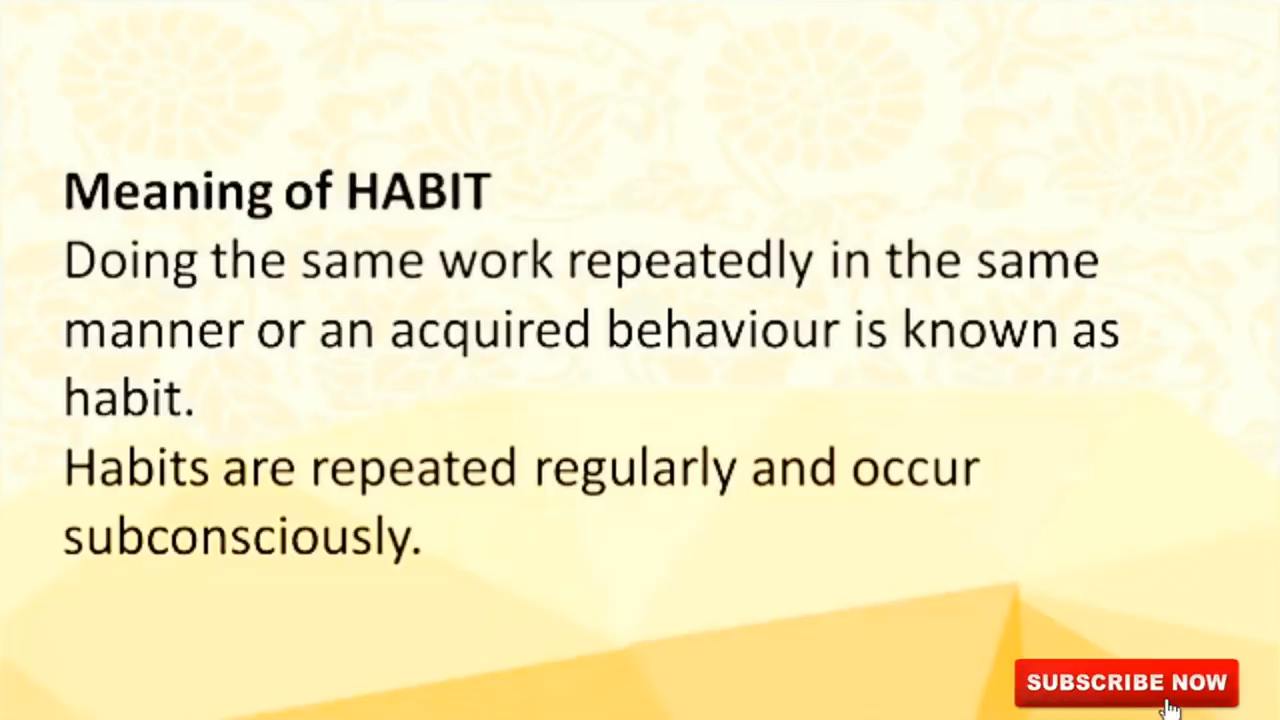 Meaning of HABIT
Doing the same work repeatedly in the same
manner or an acquired behaviour is known as
habit.
Habits are repeated regularly and occur
subconsciously.
SUBSCRIBE NOW